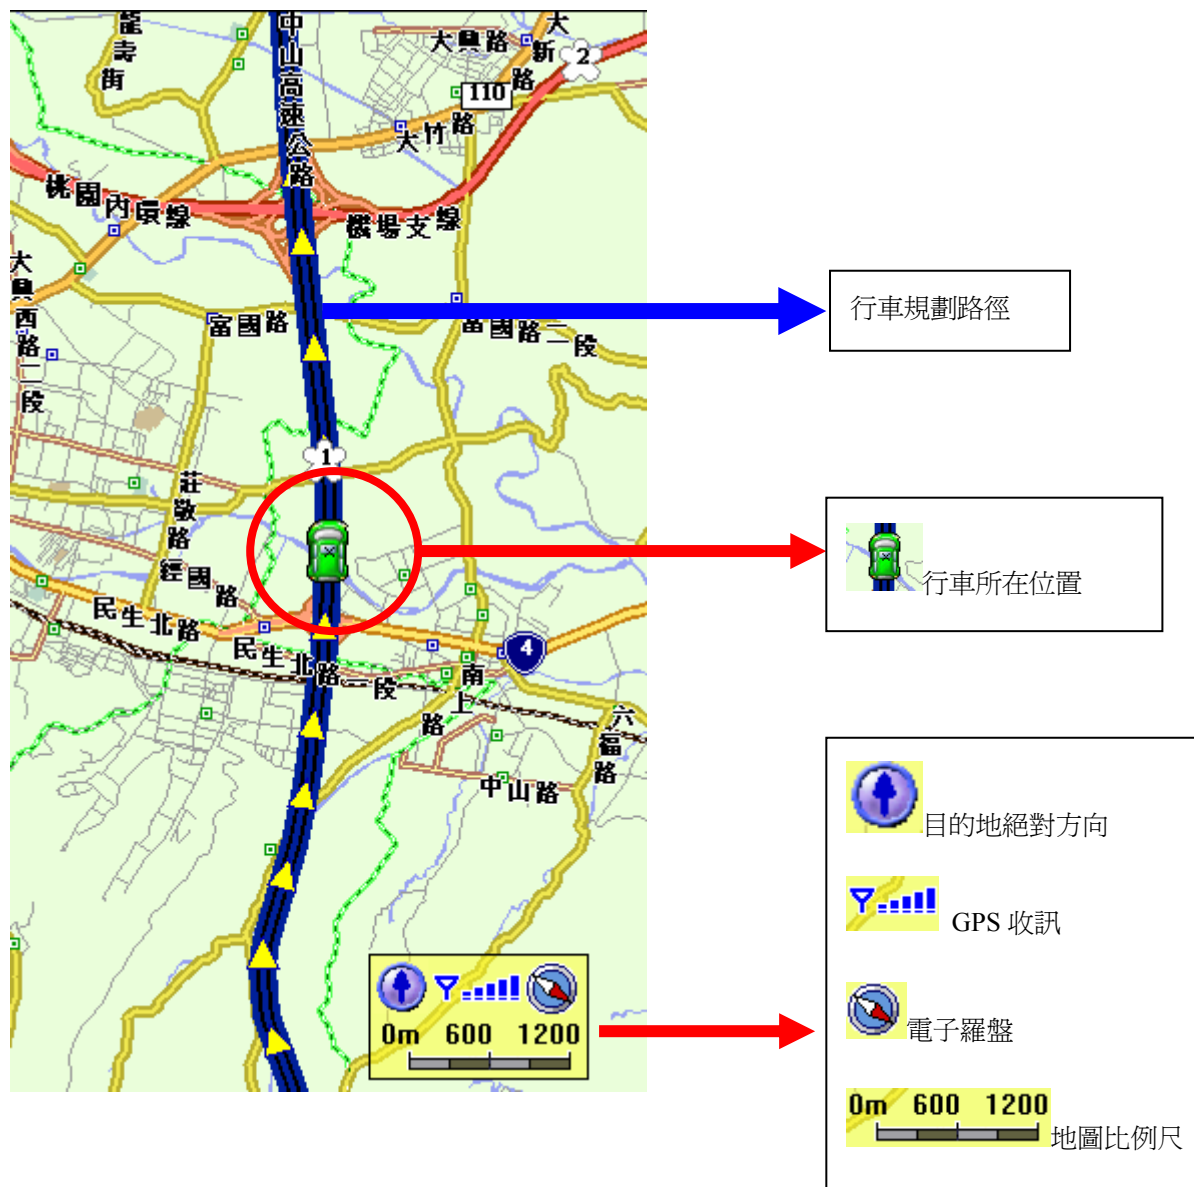 龍壽街
中山高速公路
大興路
大新路
2
110
大竹路
桃園內環線
機場支線
大興西路二段
富國路
富國路二段
1
莊敬路
經國路
民生北路
民生北路一段
4
南上路
六福路
中山路
0m 600 1200
行車規劃路徑
行車所在位置
目的地絕對方向
GPS 收訊
電子羅盤
0m 600 1200
地圖比例尺